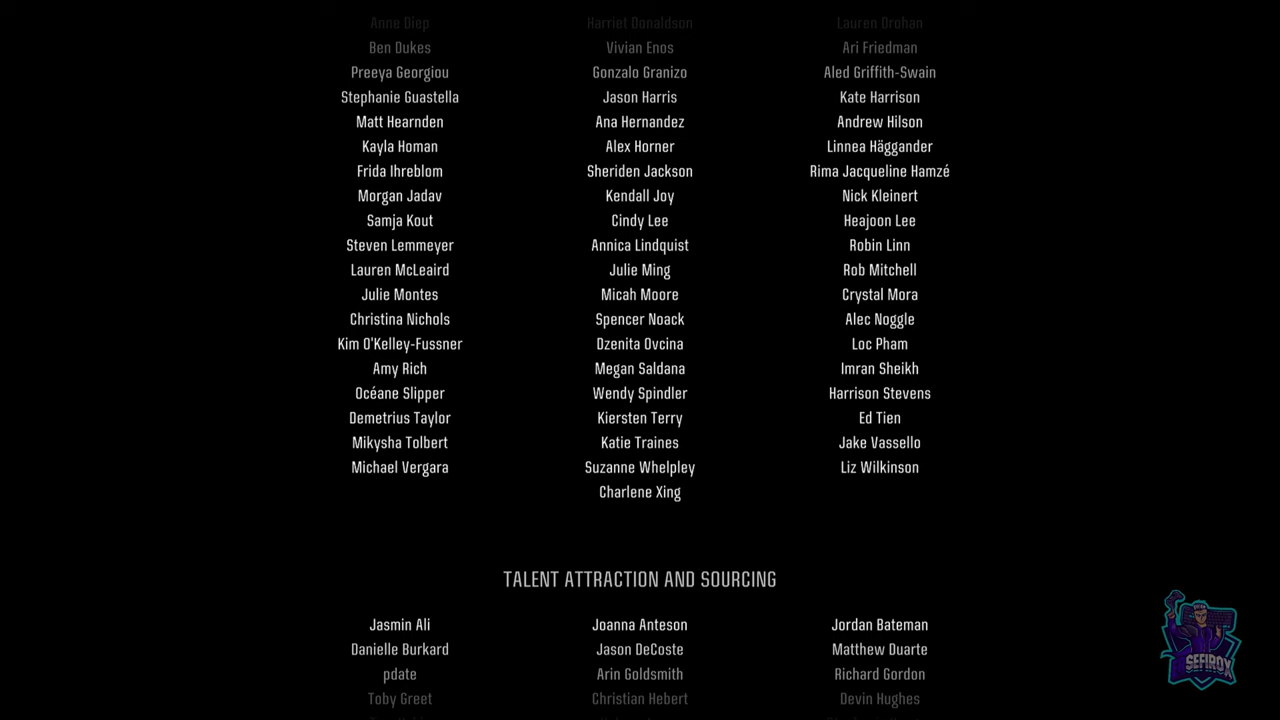 Anne Diep Harriet Donaldson Lauren Drohan
Ben Dukes Vivian Enos Ari Friedman
Preeya Georgiou Gonzalo Granizo Aled Griffith-Swain
Stephanie Guastella Jason Harris Kate Harrison
Matt Hearnden Ana Hernandez Andrew Hilson
Kayla Homan Alex Horner Linnea Häggander
Frida Ihreblom Sheriden Jackson Rima Jacqueline Hamzé
Morgan Jadav Kendall Joy Nick Kleinert
Samja Kout Cindy Lee Heajoon Lee
Steven Lemmeyer Annica Lindquist Robin Linn
Lauren McLeaird Julie Ming Rob Mitchell
Julie Montes Micah Moore Crystal Mora
Christina Nichols Spencer Noack Alec Noggle
Kim O'Kelley-Fussner Dzenita Ovcina Loc Pham
Amy Rich Megan Saldana Imran Sheikh
Océane Slipper Wendy Spindler Harrison Stevens
Demetrius Taylor Kiersten Terry Ed Tien
Mikysha Tolbert Katie Traines Jake Vassello
Michael Vergara Suzanne Whelpley Liz Wilkinson
Charlene Xing
TALENT ATTRACTION AND SOURCING
Jasmin Ali Joanna Anteson Jordan Bateman
Danielle Burkard Jason DeCoste Matthew Duarte
pdate Arin Goldsmith Richard Gordon
Toby Greet Christian Hebert Devin Hughes
SEFIROX